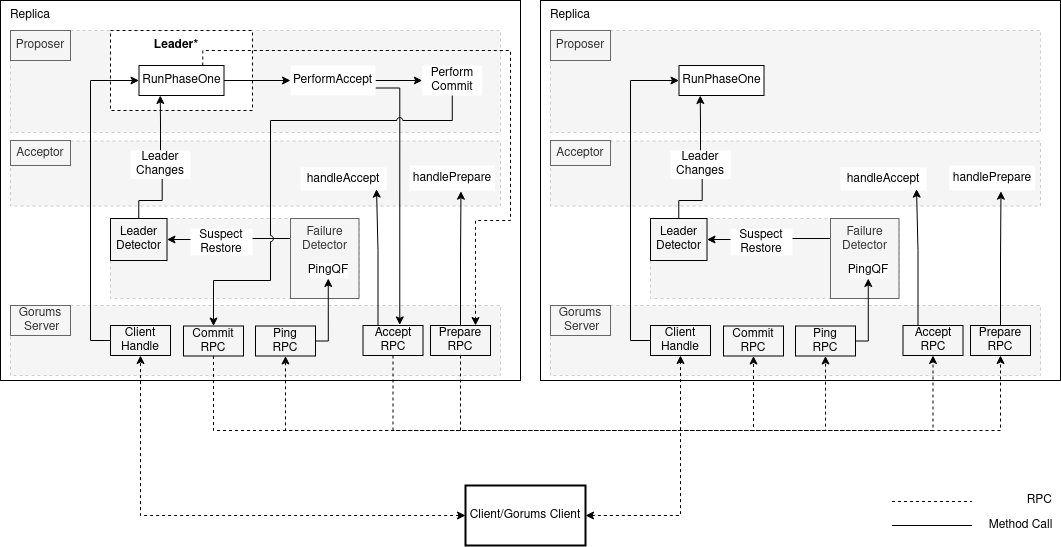 Replica
Proposer
Leader*
RunPhaseOne
PerformAccept
Perform
Commit
Acceptor
Leader
Changes
handleAccept
handlePrepare
Leader
Detector
Suspect
Restore
Failure
Detector
PingQF
Gorums
Server
Client
Handle
Commit
RPC
Ping
RPC
Accept
RPC
Prepare
RPC
Replica
Proposer
RunPhaseOne
Acceptor
Leader
Changes
handleAccept
handlePrepare
Leader
Detector
Suspect
Restore
Failure
Detector
PingQF
Gorums
Server
Client
Handle
Commit
RPC
Ping
RPC
Accept
RPC
Prepare
RPC
Client/Gorums Client
RPC
Method Call